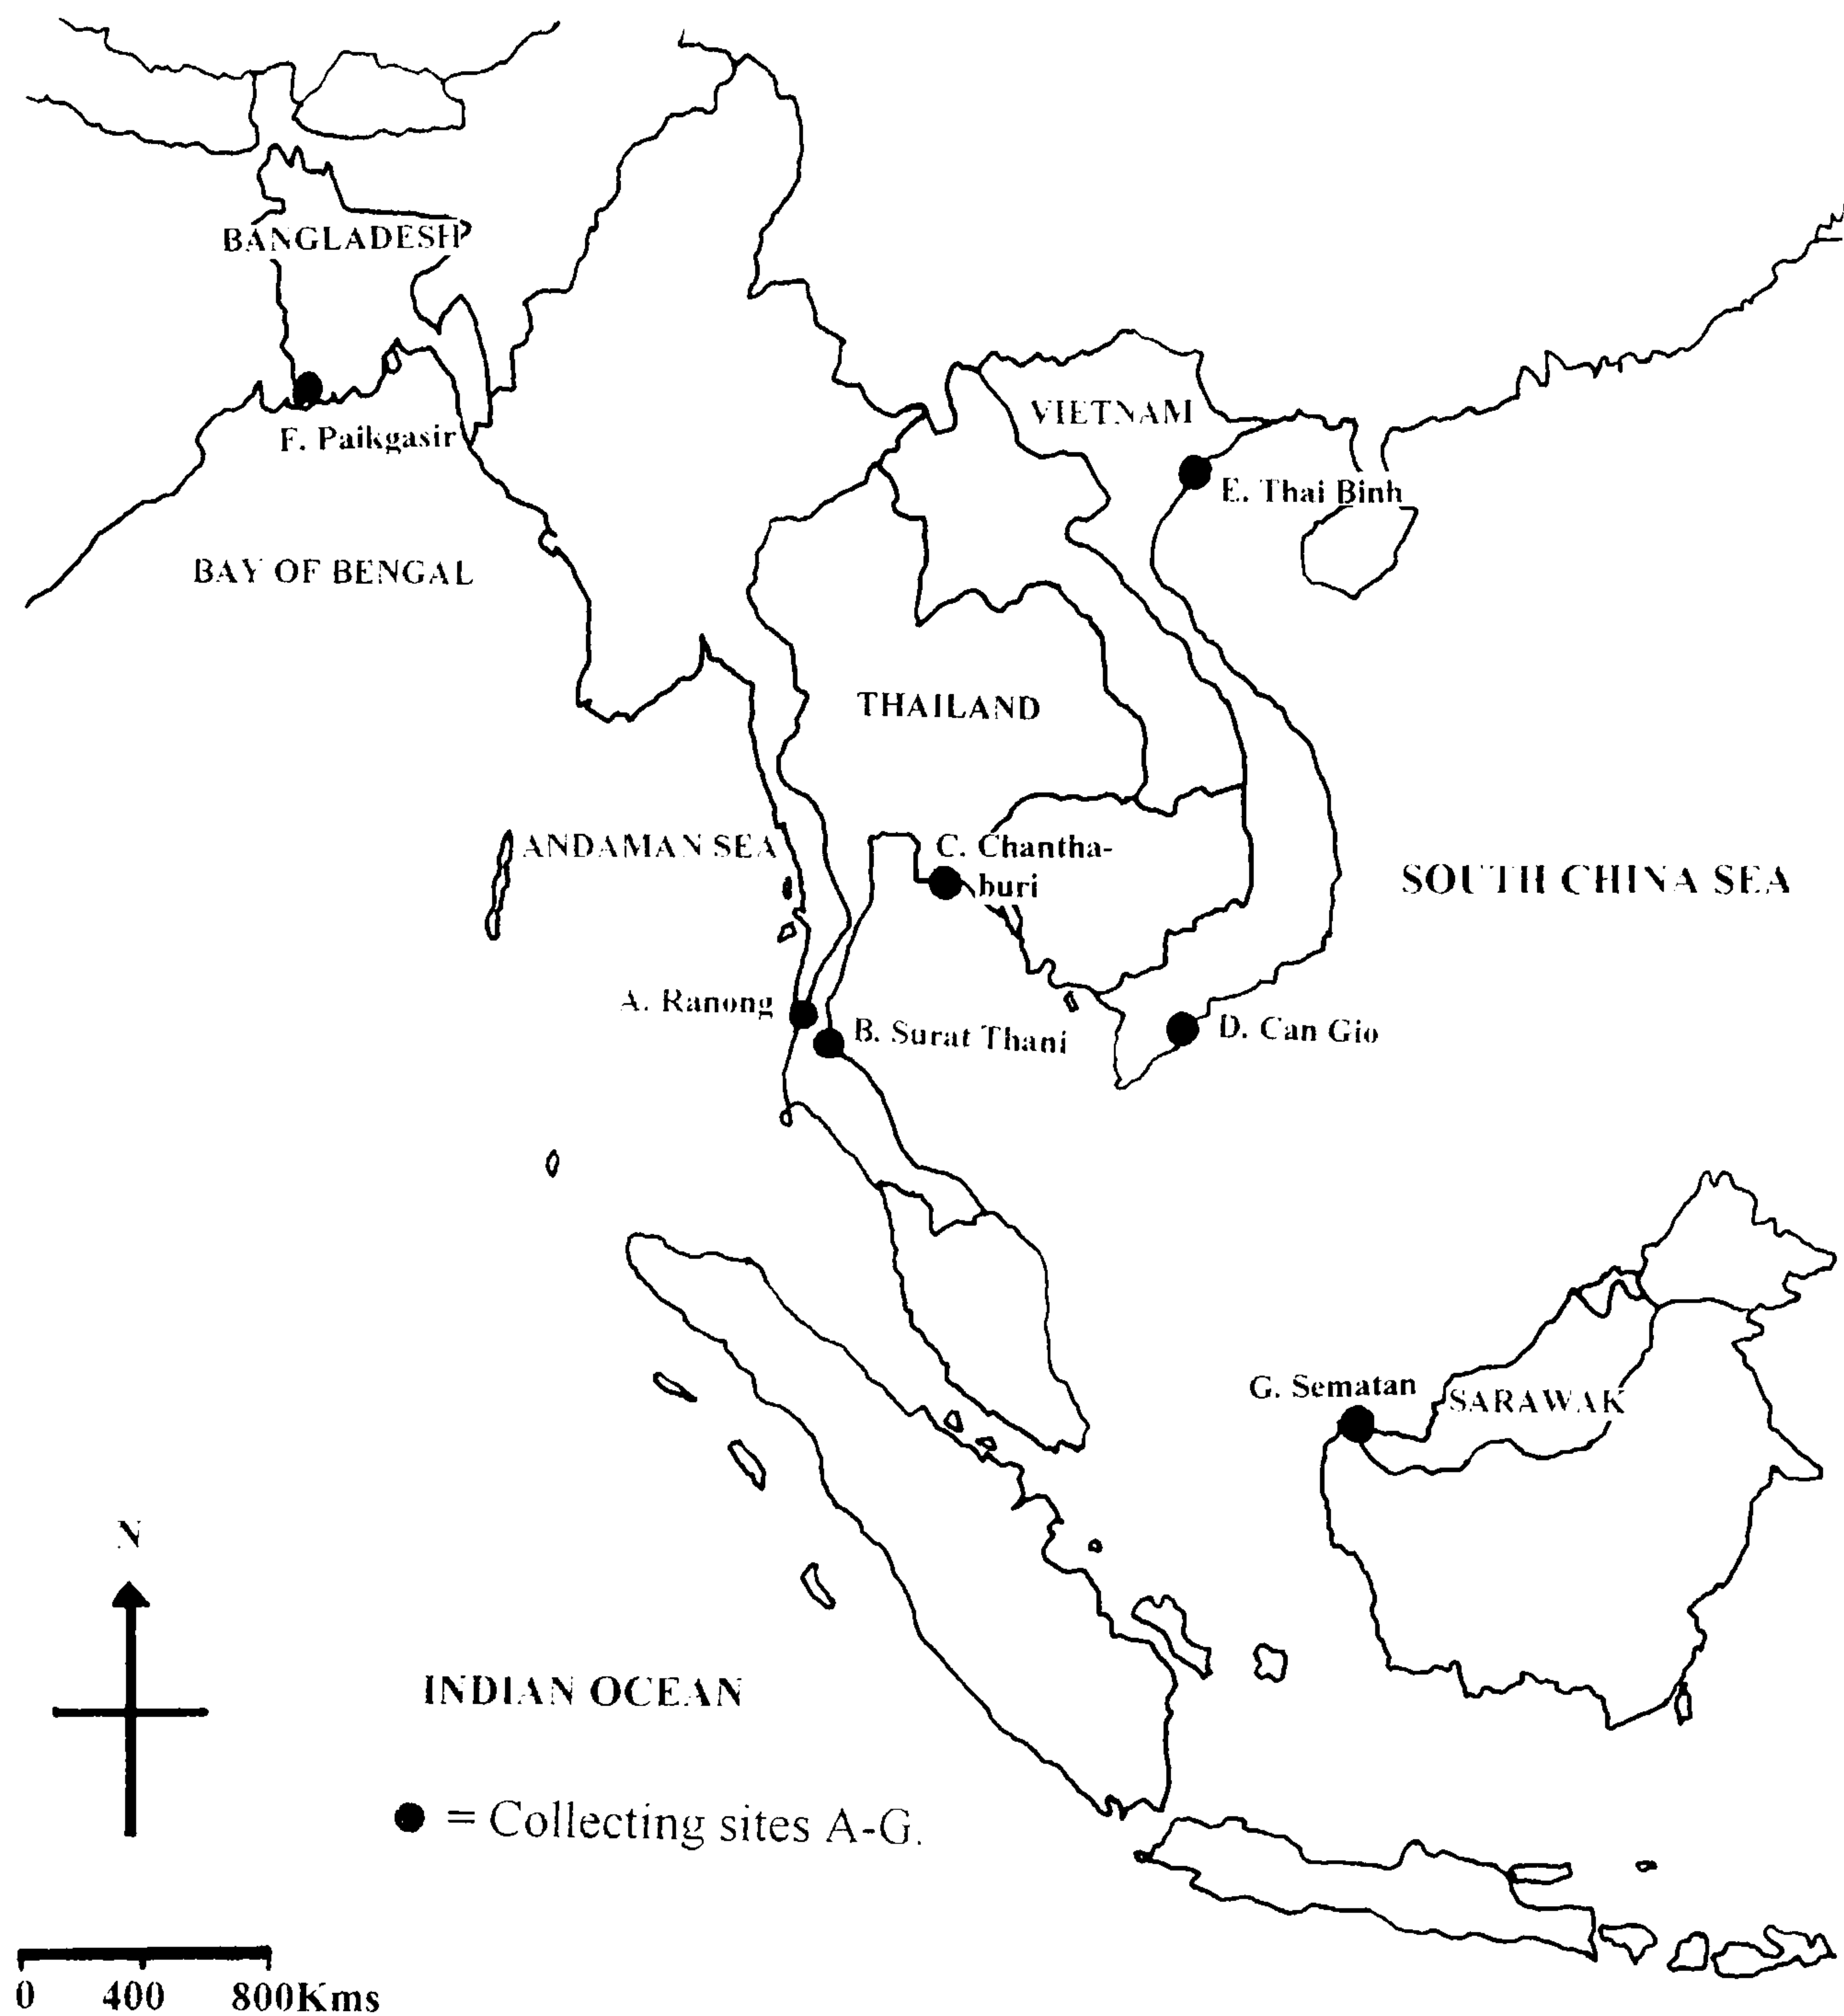 BANGLADESH
F. Paikgasir
VIETNAM
E. Thai Binh
BAY OF BENGAL
THAILAND
ANDAMAN SEA
C. Chantha-
buri
SOUTH CHINA SEA
A. Ranong
B. Surat Thani
D. Can Gio
G. Sematan
SARAWAK
N
INDIAN OCEAN
= Collecting sites A-G.
0 400 800Kms